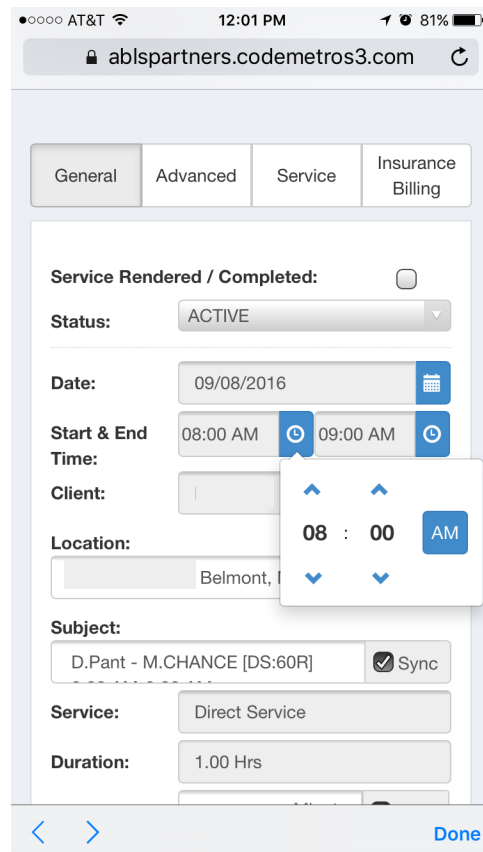 AT&T 12:01 PM 81%
ablspartners.codemetros3.com
General Advanced Service Insurance Billing
Service Rendered / Completed:
Status: ACTIVE
Date: 09/08/2016
Start & End Time: 08:00 AM 09:00 AM
Client:
08 : 00 AM
Location:
Belmont,
Subject:
D.Pant - M.CHANCE [DS:60R] Sync
Service: Direct Service
Duration: 1.00 Hrs
Done